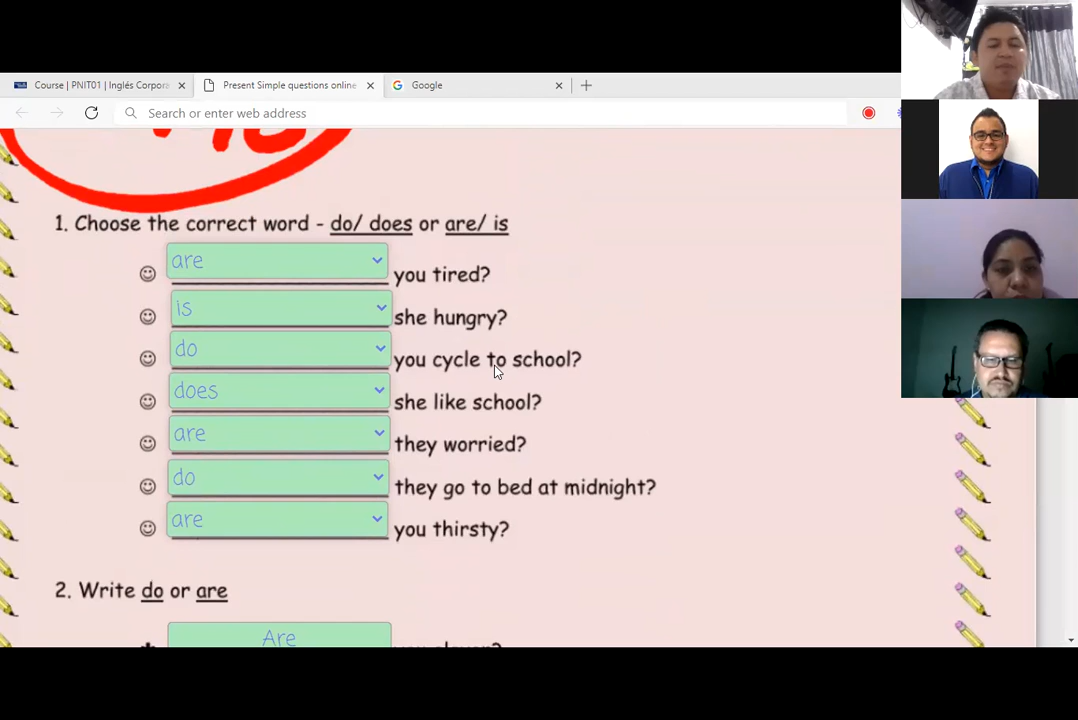 Course | PNIT01 | Inglés Corpora
Present Simple questions online
Google
Search or enter web address
1. Choose the correct word - do/ does or are/ is
are you tired?
is she hungry?
do you cycle to school?
does she like school?
are they worried?
do they go to bed at midnight?
are you thirsty?
2. Write do or are
Are